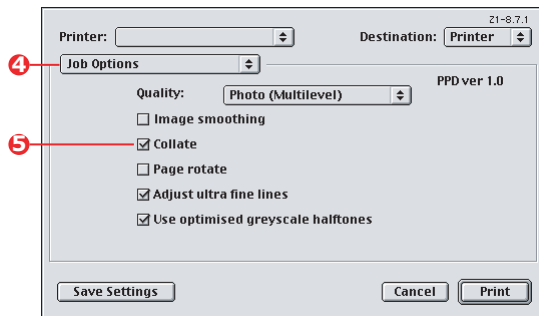 Z1-8.7.1
Printer: Destination: Printer
4 Job Options
PPD ver 1.0
Quality: Photo (Multilevel)
Image smoothing
5 Collate
Page rotate
Adjust ultra fine lines
Use optimised greyscale halftones
Save Settings Cancel Print